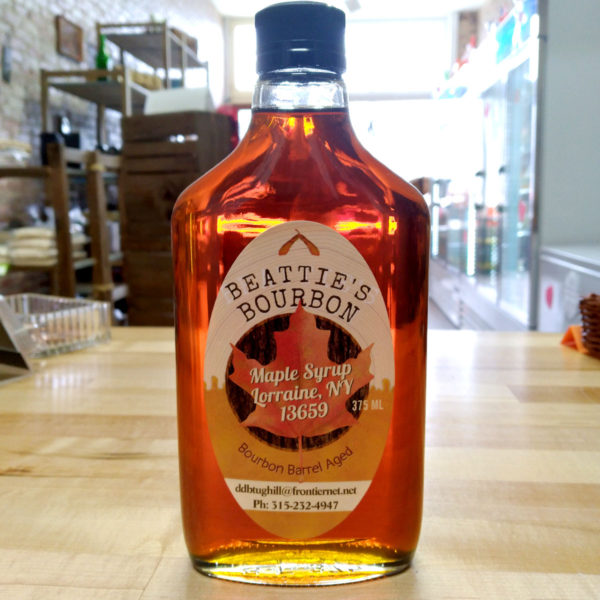 BEATTIE'S
BOURBON
Maple Syrup
Lorraine, NY
13659
375 ML
Bourbon Barrel Aged
ddbtughill@frontiernet.net
Ph: 315-232-4947